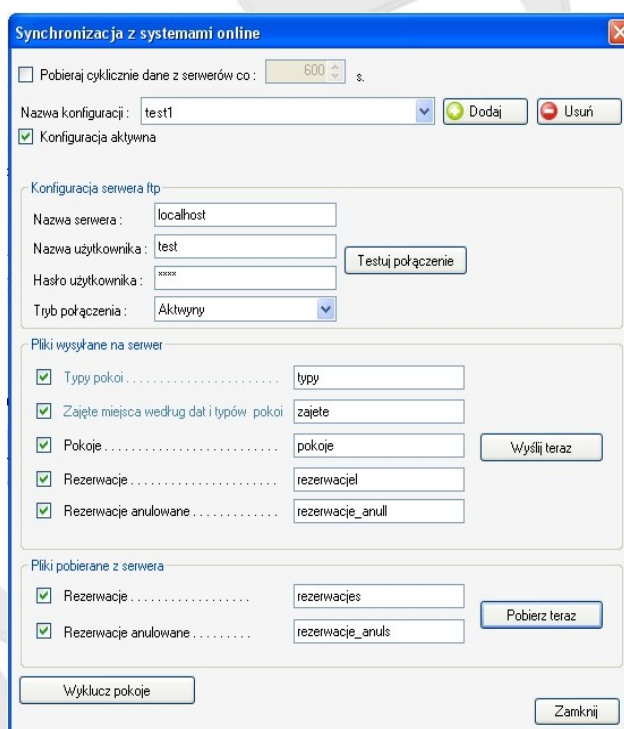 Synchronizacja z systemami online
Pobieraj cyklicznie dane z serwerów co : 600 s.
Nazwa konfiguracji : test1 Dodaj Usuń
Konfiguracja aktywna
Konfiguracja serwera ftp
Nazwa serwera : localhost
Nazwa użytkownika : test
Testuj połączenie
Hasło użytkownika : ****
Tryb połączenia : Aktwyny
Pliki wysyłane na serwer
Typy pokoi . . . . . . . . . . . . . . . . . . . . . . . typy
Zajęte miejsca według dat i typów pokoi zajete
Pokoje . . . . . . . . . . . . . . . . . . . . . . . . . . pokoje Wyślij teraz
Rezerwacje . . . . . . . . . . . . . . . . . . . . . . rezerwacjel
Rezerwacje anulowane . . . . . . . . . . . . . rezerwacje_anull
Pliki pobierane z serwera
Rezerwacje . . . . . . . . . . . . . . . . . . rezerwacjes
Pobierz teraz
Rezerwacje anulowane . . . . . . . . . rezerwacje_anuls
Wyklucz pokoje
Zamknij